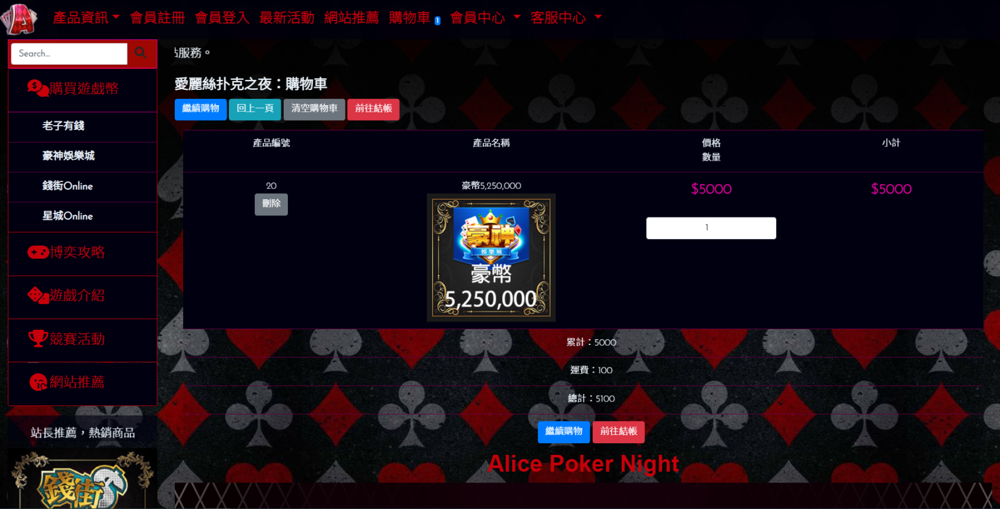 產品資訊 會員註冊 會員登入 最新活動 網站推薦 購物車 1 會員中心 客服中心
Search...
服務。
購買遊戲幣
老子有錢
豪神娛樂城
錢街Online
星城Online
博奕攻略
遊戲介紹
競賽活動
網站推薦
站長推薦，熱銷商品
錢街
愛麗絲扑克之夜：購物車
繼續購物 回上一頁 清空購物車 前往結帳
產品編號 產品名稱 價格 小計
數量
20 豪幣5,250,000 $5000 $5000
刪除
1
豪神
娛樂城
豪幣
5,250,000
累計：5000
運費：100
總計：5100
繼續購物 前往結帳
Alice Poker Night